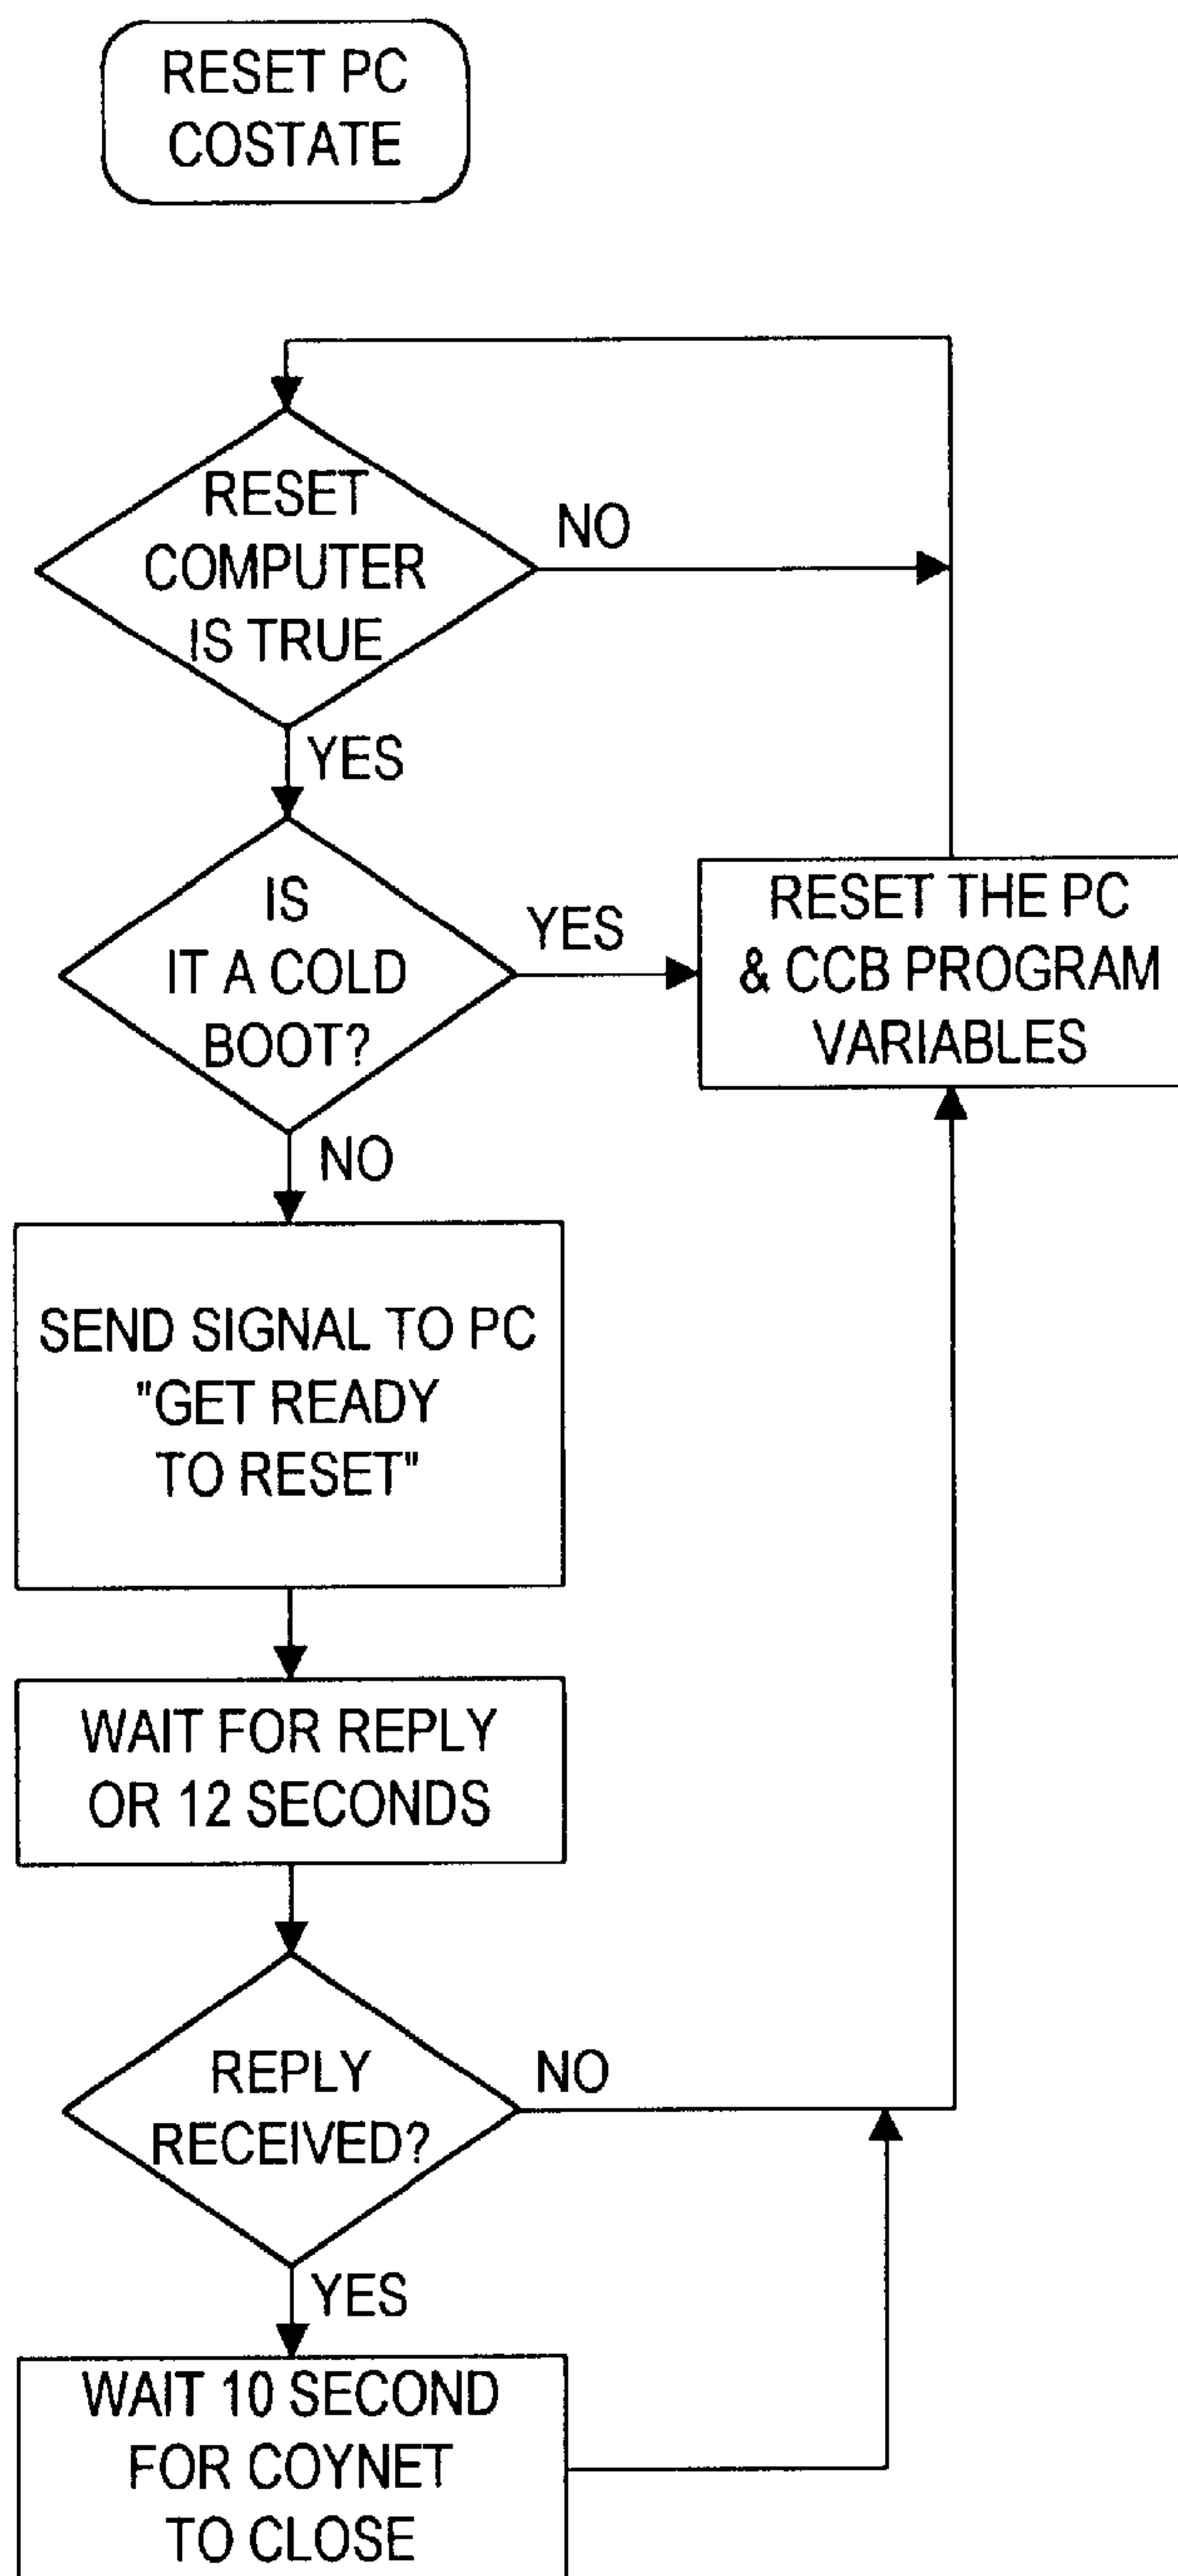 RESET PC
COSTATE
RESET
COMPUTER
IS TRUE
NO
YES
IS
IT A COLD
BOOT?
YES
RESET THE PC
& CCB PROGRAM
VARIABLES
NO
SEND SIGNAL TO PC
"GET READY
TO RESET"
WAIT FOR REPLY
OR 12 SECONDS
REPLY
RECEIVED?
NO
YES
WAIT 10 SECOND
FOR COYNET
TO CLOSE